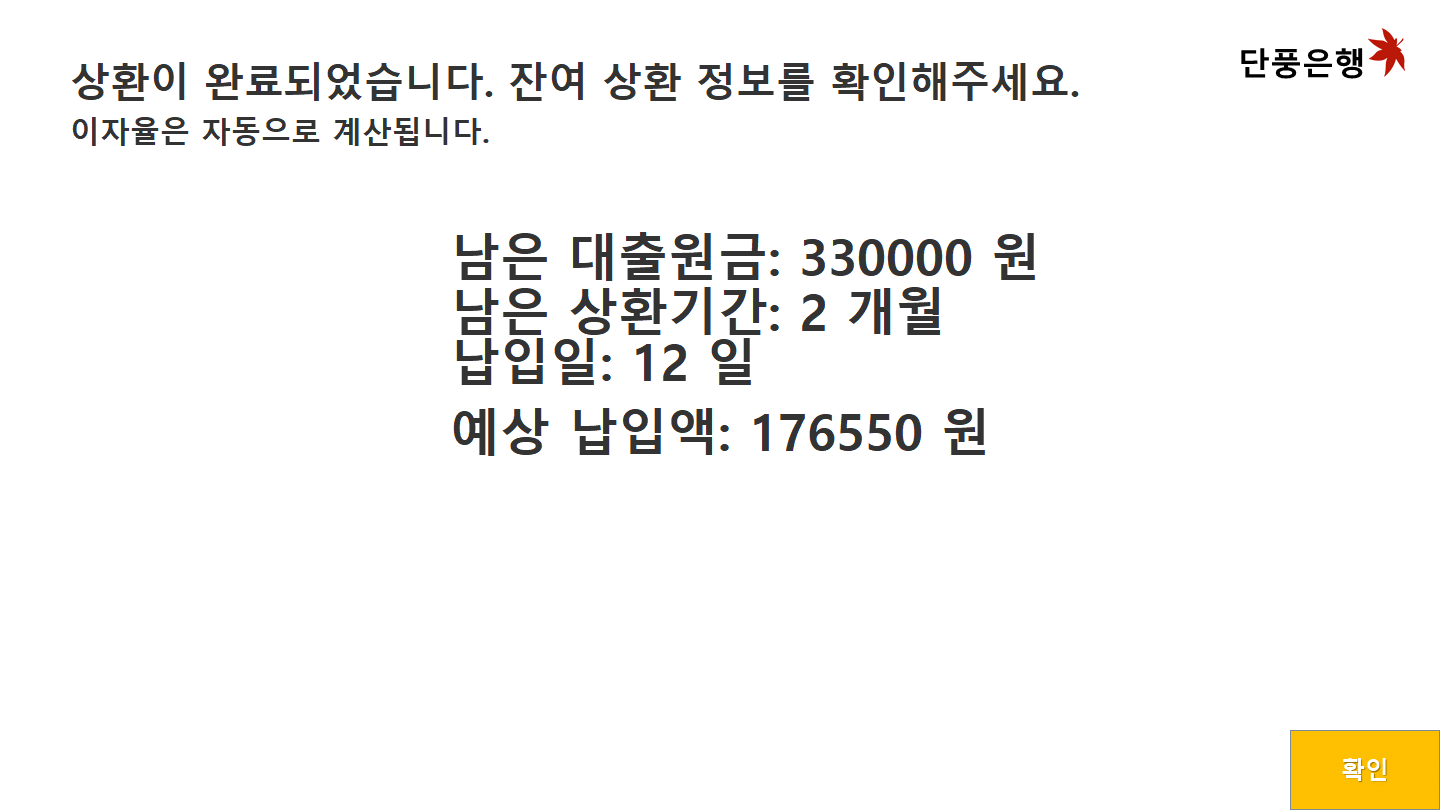 상환이 완료되었습니다. 잔여 상환 정보를 확인해주세요.
이자율은 자동으로 계산됩니다.
단풍은행
남은 대출원금: 330000 원
남은 상환기간: 2 개월
납입일: 12 일
예상 납입액: 176550 원
확인